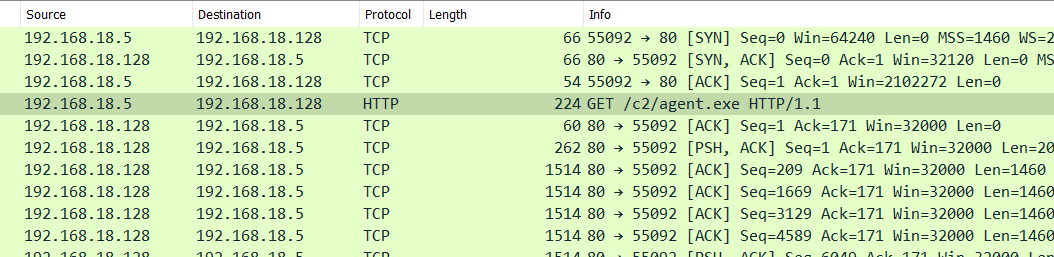 Source Destination Protocol Length Info
192.168.18.5 192.168.18.128 TCP 66 55092 → 80 [SYN] Seq=0 Win=64240 Len=0 MSS=1460 WS=2
192.168.18.128 192.168.18.5 TCP 66 80 → 55092 [SYN, ACK] Seq=0 Ack=1 Win=32120 Len=0 MS
192.168.18.5 192.168.18.128 TCP 54 55092 → 80 [ACK] Seq=1 Ack=1 Win=2102272 Len=0
192.168.18.5 192.168.18.128 HTTP 224 GET /c2/agent.exe HTTP/1.1
192.168.18.128 192.168.18.5 TCP 60 80 → 55092 [ACK] Seq=1 Ack=171 Win=32000 Len=0
192.168.18.128 192.168.18.5 TCP 262 80 → 55092 [PSH, ACK] Seq=1 Ack=171 Win=32000 Len=20
192.168.18.128 192.168.18.5 TCP 1514 80 → 55092 [ACK] Seq=209 Ack=171 Win=32000 Len=1460
192.168.18.128 192.168.18.5 TCP 1514 80 → 55092 [ACK] Seq=1669 Ack=171 Win=32000 Len=1460
192.168.18.128 192.168.18.5 TCP 1514 80 → 55092 [ACK] Seq=3129 Ack=171 Win=32000 Len=1460
192.168.18.128 192.168.18.5 TCP 1514 80 → 55092 [ACK] Seq=4589 Ack=171 Win=32000 Len=1460